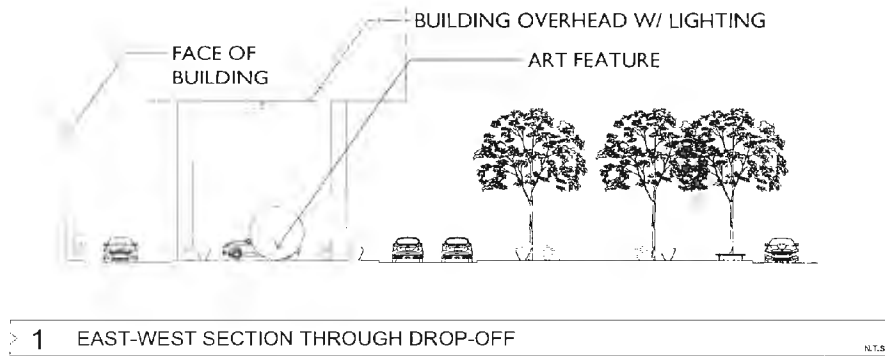 BUILDING OVERHEAD W/ LIGHTING
FACE OF
BUILDING
ART FEATURE
1 EAST-WEST SECTION THROUGH DROP-OFF
N.T.S